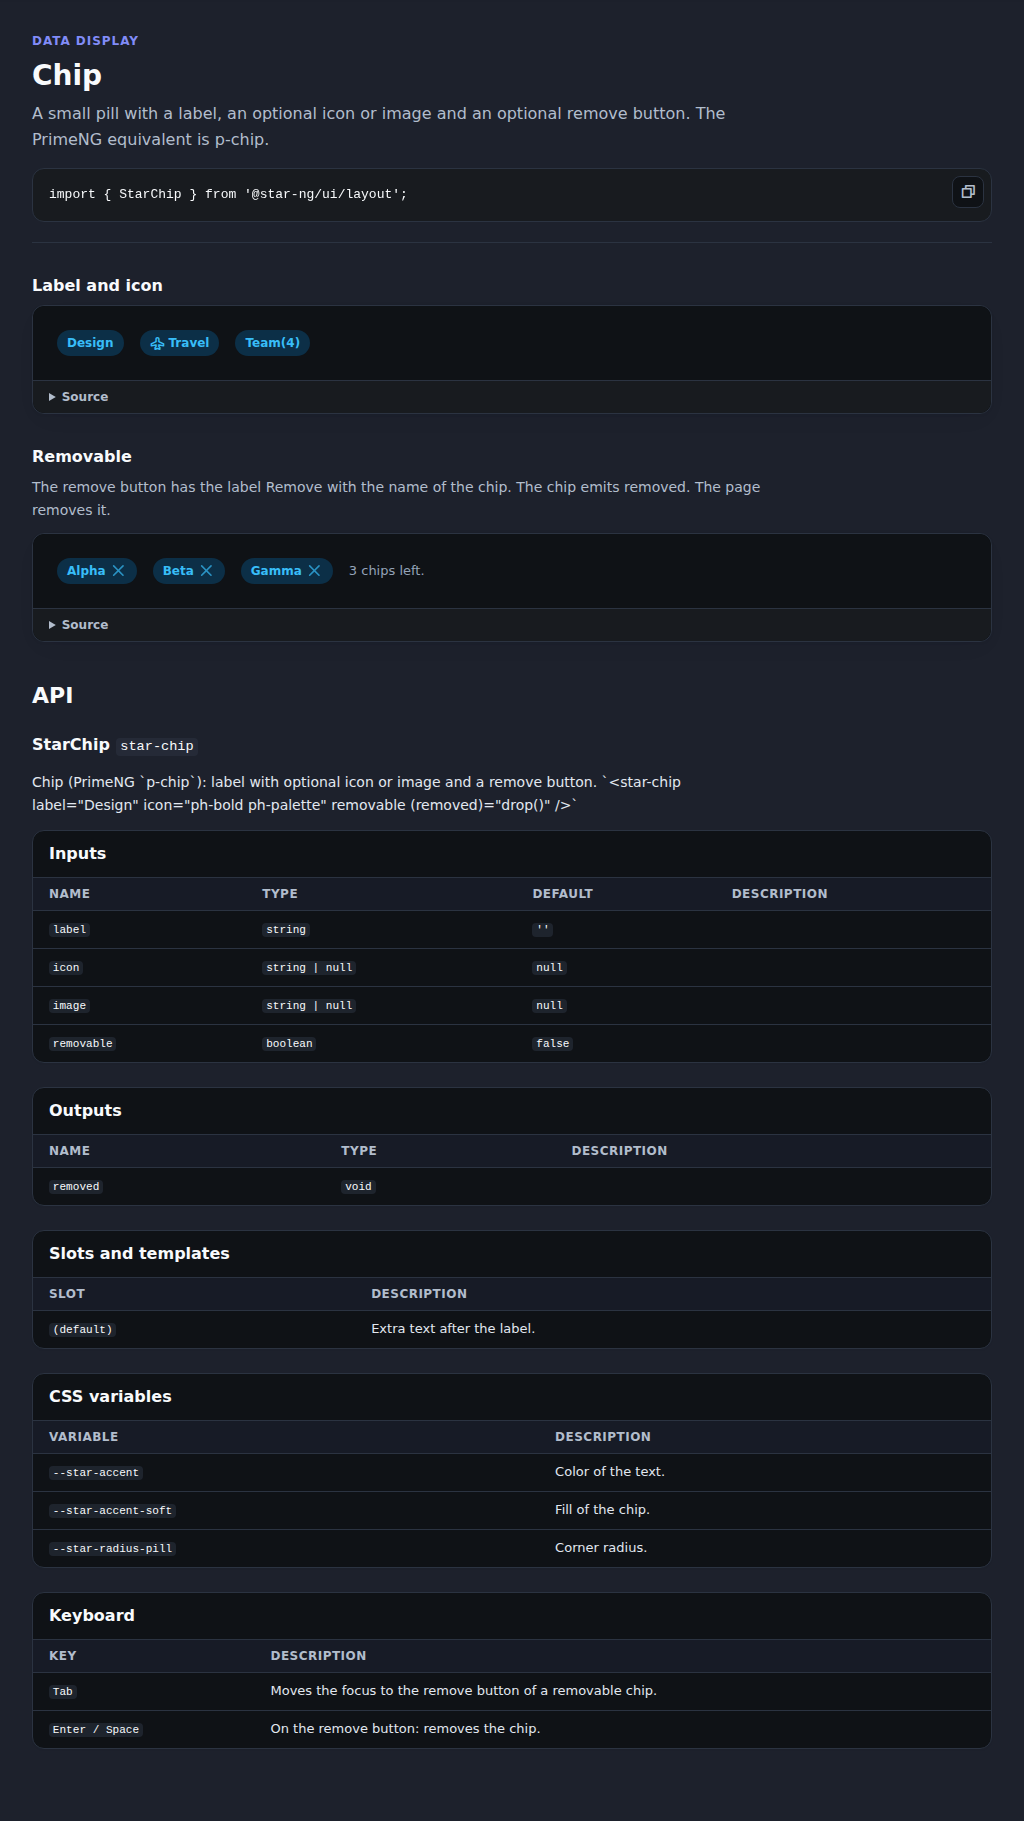 DATA DISPLAY
Chip
A small pill with a label, an optional icon or image and an optional remove button. The
PrimeNG equivalent is p-chip.
import { StarChip } from '@star-ng/ui/layout';
Label and icon
Design Travel Team(4)
Source
Removable
The remove button has the label Remove with the name of the chip. The chip emits removed. The page
removes it.
Alpha Beta Gamma 3 chips left.
Source
API
StarChip star-chip
Chip (PrimeNG `p-chip`): label with optional icon or image and a remove button. `<star-chip
label="Design" icon="ph-bold ph-palette" removable (removed)="drop()" />`
Inputs
NAME TYPE DEFAULT DESCRIPTION
label string ''
icon string | null null
image string | null null
removable boolean false
Outputs
NAME TYPE DESCRIPTION
removed void
Slots and templates
SLOT DESCRIPTION
(default) Extra text after the label.
CSS variables
VARIABLE DESCRIPTION
--star-accent Color of the text.
--star-accent-soft Fill of the chip.
--star-radius-pill Corner radius.
Keyboard
KEY DESCRIPTION
Tab Moves the focus to the remove button of a removable chip.
Enter / Space On the remove button: removes the chip.